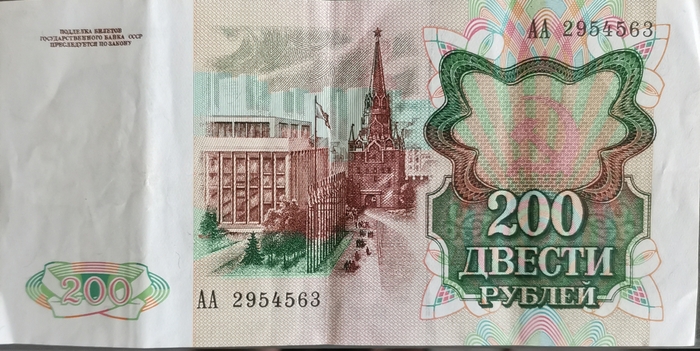 ПОДДЕЛКА БИЛЕТОВ
ГОСУДАРСТВЕННОГО БАНКА СССР
ПРЕСЛЕДУЕТСЯ ПО ЗАКОНУ
АА 2954563
200
ДВЕСТИ
РУБЛЕЙ
200
АА 2954563